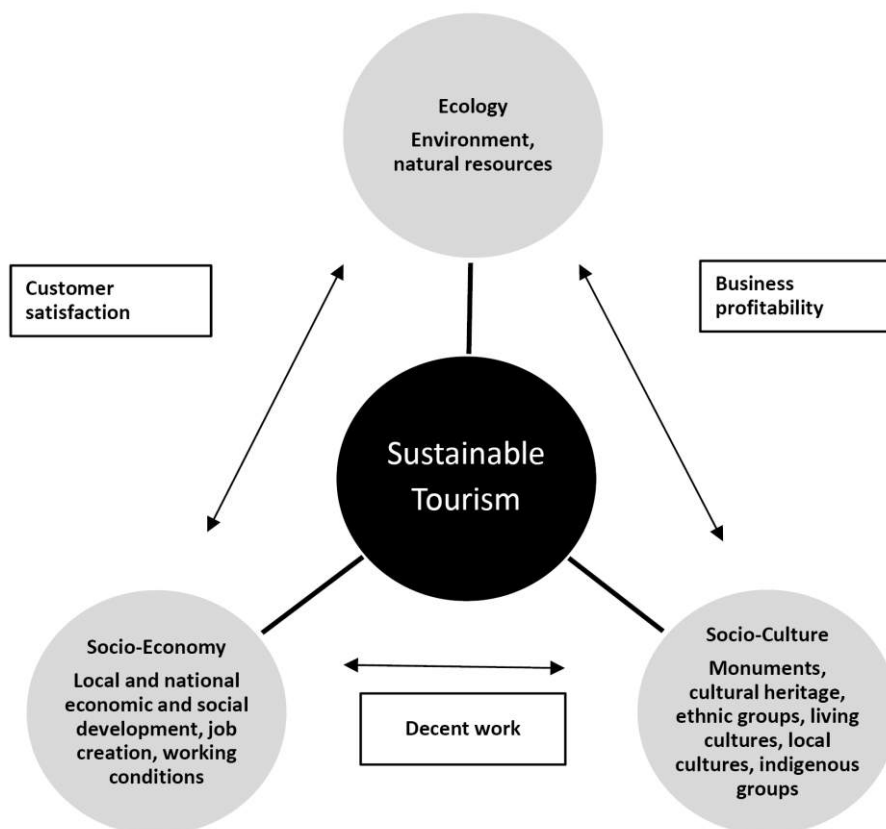 Ecology
Environment,
natural resources
Customer
satisfaction
Business
profitability
Sustainable
Tourism
Socio-Economy
Local and national
economic and social
development, job
creation, working
conditions
Decent work
Socio-Culture
Monuments,
cultural heritage,
ethnic groups, living
cultures, local
cultures, indigenous
groups